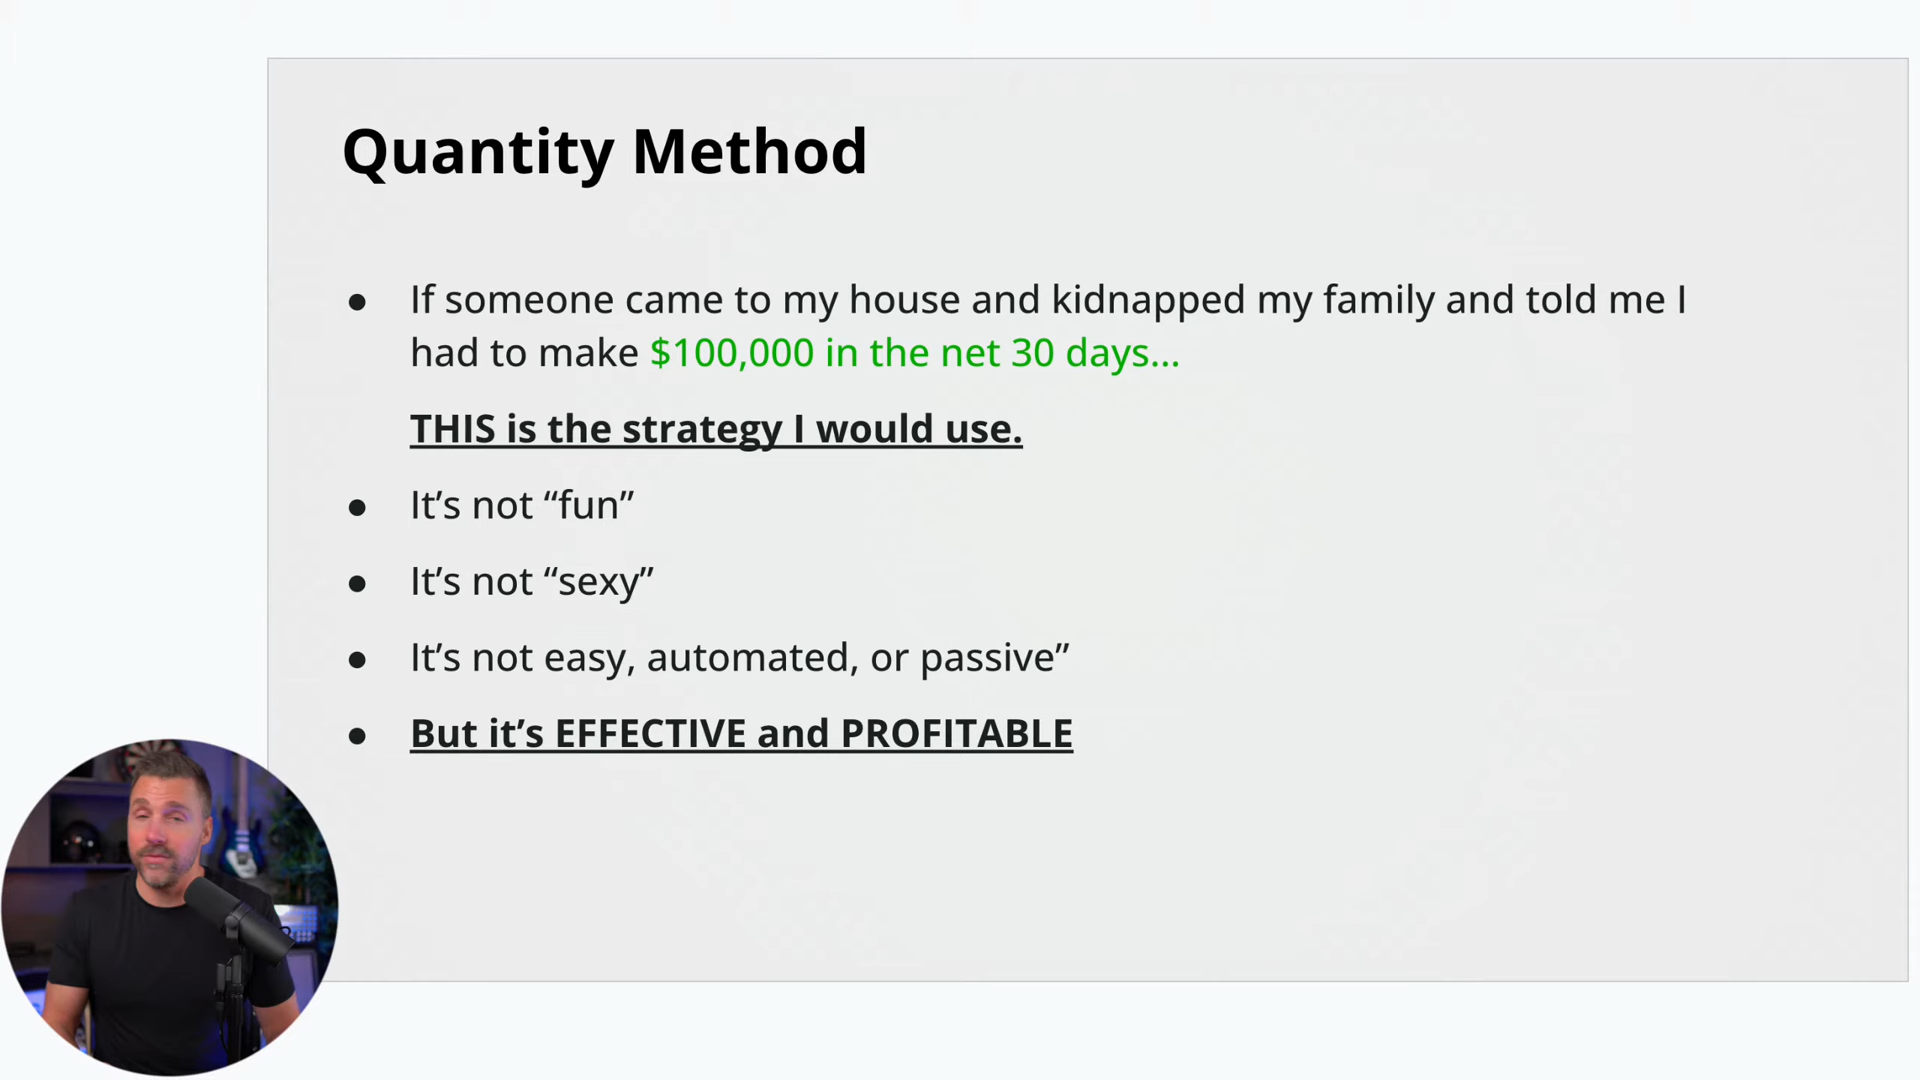 Quantity Method
● If someone came to my house and kidnapped my family and told me I
had to make $100,000 in the net 30 days...
THIS is the strategy I would use.
● It’s not “fun”
● It’s not “sexy”
● It’s not easy, automated, or passive”
● But it’s EFFECTIVE and PROFITABLE